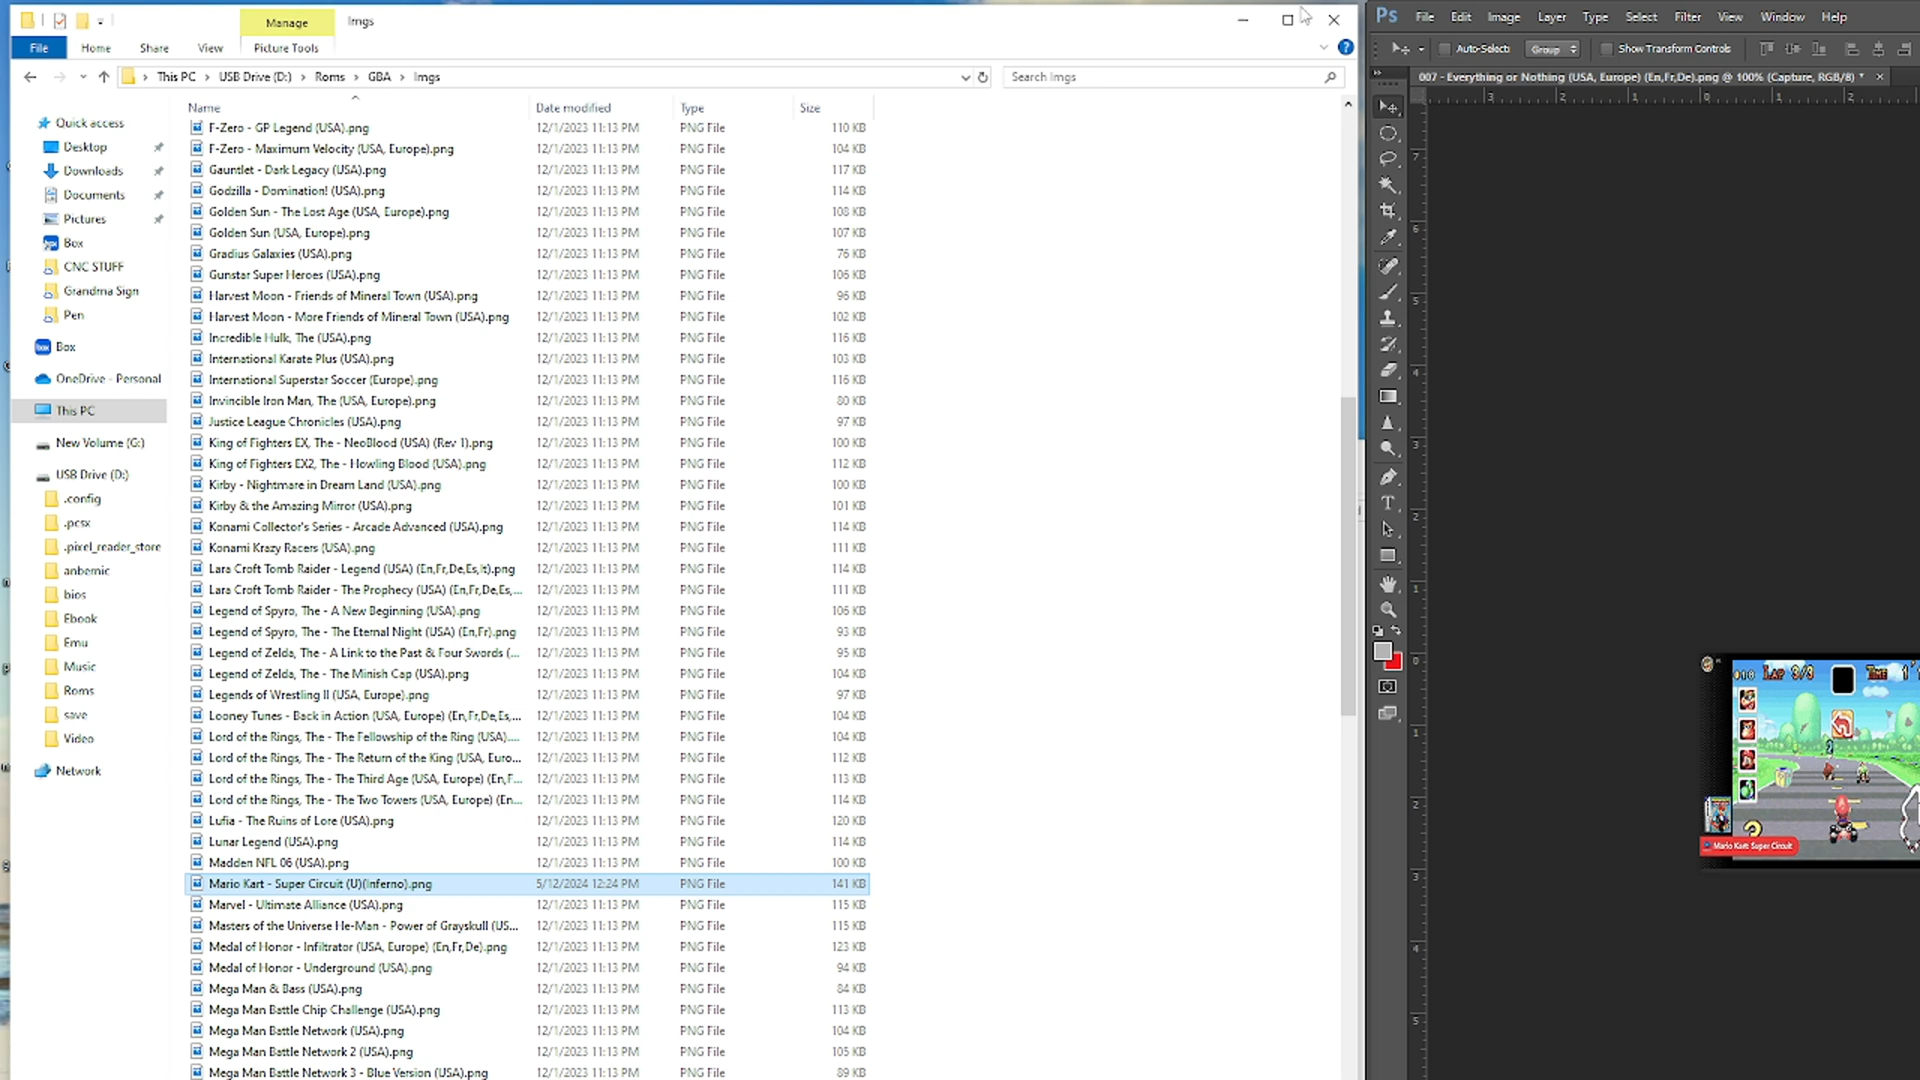 Manage
Imgs
File
Home
Share
View
Picture Tools
This PC
USB Drive (D:)
Roms
GBA
Imgs
Search Imgs
Name
Date modified
Type
Size
Quick access
Desktop
Downloads
Documents
Pictures
Box
CNC STUFF
Grandma Sign
Pen
Box
OneDrive - Personal
This PC
New Volume (G:)
USB Drive (D:)
.config
.pcsx
.pixel_reader_store
anbernic
bios
Ebook
Emu
Music
Roms
save
Video
Network
F-Zero - GP Legend (USA).png 12/1/2023 11:13 PM PNG File 110 KB
F-Zero - Maximum Velocity (USA, Europe).png 12/1/2023 11:13 PM PNG File 104 KB
Gauntlet - Dark Legacy (USA).png 12/1/2023 11:13 PM PNG File 117 KB
Godzilla - Domination! (USA).png 12/1/2023 11:13 PM PNG File 114 KB
Golden Sun - The Lost Age (USA, Europe).png 12/1/2023 11:13 PM PNG File 108 KB
Golden Sun (USA, Europe).png 12/1/2023 11:13 PM PNG File 107 KB
Gradius Galaxies (USA).png 12/1/2023 11:13 PM PNG File 76 KB
Gunstar Super Heroes (USA).png 12/1/2023 11:13 PM PNG File 106 KB
Harvest Moon - Friends of Mineral Town (USA).png 12/1/2023 11:13 PM PNG File 96 KB
Harvest Moon - More Friends of Mineral Town (USA).png 12/1/2023 11:13 PM PNG File 102 KB
Incredible Hulk, The (USA).png 12/1/2023 11:13 PM PNG File 116 KB
International Karate Plus (USA).png 12/1/2023 11:13 PM PNG File 103 KB
International Superstar Soccer (Europe).png 12/1/2023 11:13 PM PNG File 116 KB
Invincible Iron Man, The (USA, Europe).png 12/1/2023 11:13 PM PNG File 80 KB
Justice League Chronicles (USA).png 12/1/2023 11:13 PM PNG File 97 KB
King of Fighters EX, The - NeoBlood (USA) (Rev 1).png 12/1/2023 11:13 PM PNG File 100 KB
King of Fighters EX2, The - Howling Blood (USA).png 12/1/2023 11:13 PM PNG File 112 KB
Kirby - Nightmare in Dream Land (USA).png 12/1/2023 11:13 PM PNG File 100 KB
Kirby & the Amazing Mirror (USA).png 12/1/2023 11:13 PM PNG File 101 KB
Konami Collector's Series - Arcade Advanced (USA).png 12/1/2023 11:13 PM PNG File 114 KB
Konami Krazy Racers (USA).png 12/1/2023 11:13 PM PNG File 111 KB
Lara Croft Tomb Raider - Legend (USA) (En,Fr,De,Es,It).png 12/1/2023 11:13 PM PNG File 114 KB
Lara Croft Tomb Raider - The Prophecy (USA) (En,Fr,De,Es,... 12/1/2023 11:13 PM PNG File 111 KB
Legend of Spyro, The - A New Beginning (USA).png 12/1/2023 11:13 PM PNG File 106 KB
Legend of Spyro, The - The Eternal Night (USA) (En,Fr).png 12/1/2023 11:13 PM PNG File 93 KB
Legend of Zelda, The - A Link to the Past & Four Swords (... 12/1/2023 11:13 PM PNG File 95 KB
Legend of Zelda, The - The Minish Cap (USA).png 12/1/2023 11:13 PM PNG File 104 KB
Legends of Wrestling II (USA, Europe).png 12/1/2023 11:13 PM PNG File 97 KB
Looney Tunes - Back in Action (USA, Europe) (En,Fr,De,Es,... 12/1/2023 11:13 PM PNG File 104 KB
Lord of the Rings, The - The Fellowship of the Ring (USA).... 12/1/2023 11:13 PM PNG File 104 KB
Lord of the Rings, The - The Return of the King (USA, Euro... 12/1/2023 11:13 PM PNG File 112 KB
Lord of the Rings, The - The Third Age (USA, Europe) (En,F... 12/1/2023 11:13 PM PNG File 113 KB
Lord of the Rings, The - The Two Towers (USA, Europe) (En... 12/1/2023 11:13 PM PNG File 114 KB
Lufia - The Ruins of Lore (USA).png 12/1/2023 11:13 PM PNG File 120 KB
Lunar Legend (USA).png 12/1/2023 11:13 PM PNG File 114 KB
Madden NFL 06 (USA).png 12/1/2023 11:13 PM PNG File 100 KB
Mario Kart - Super Circuit (U)(Inferno).png 5/12/2024 12:24 PM PNG File 141 KB
Marvel - Ultimate Alliance (USA).png 12/1/2023 11:13 PM PNG File 115 KB
Masters of the Universe He-Man - Power of Grayskull (US... 12/1/2023 11:13 PM PNG File 115 KB
Medal of Honor - Infiltrator (USA, Europe) (En,Fr,De).png 12/1/2023 11:13 PM PNG File 123 KB
Medal of Honor - Underground (USA).png 12/1/2023 11:13 PM PNG File 94 KB
Mega Man & Bass (USA).png 12/1/2023 11:13 PM PNG File 84 KB
Mega Man Battle Chip Challenge (USA).png 12/1/2023 11:13 PM PNG File 113 KB
Mega Man Battle Network (USA).png 12/1/2023 11:13 PM PNG File 104 KB
Mega Man Battle Network 2 (USA).png 12/1/2023 11:13 PM PNG File 105 KB
Mega Man Battle Network 3 - Blue Version (USA).png 12/1/2023 11:13 PM PNG File 89 KB
Ps File Edit Image Layer Type Select Filter View Window Help
Auto-Select: Group Show Transform Controls
007 - Everything or Nothing (USA, Europe) (En,Fr,De).png @ 100% (Capture, RGB/8) *
3 2 1 0 1 2
7
6
5
4
3
2
1
0
1
2
3
4
5
LAP 3/3 TIME 1'
Mario Kart Super Circuit